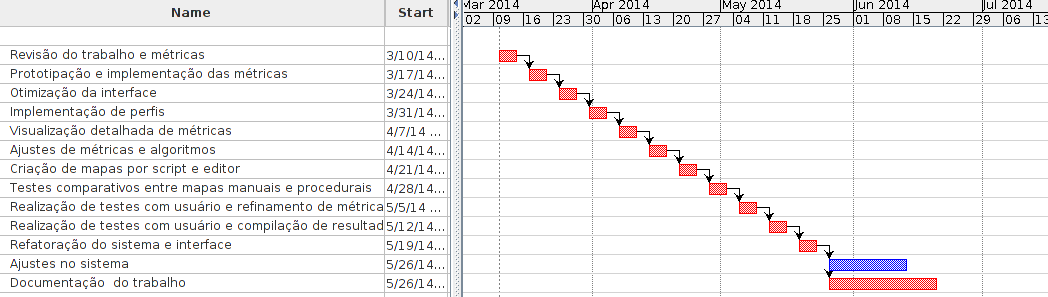 Name Start Mar 2014 Apr 2014 May 2014 Jun 2014 Jul 2014
02 09 16 23 30 06 13 20 27 04 11 18 25 01 08 15 22 29 06 13
Revisão do trabalho e métricas 3/10/14...
Prototipação e implementação das métricas 3/17/14...
Otimização da interface 3/24/14...
Implementação de perfis 3/31/14...
Visualização detalhada de métricas 4/7/14 ...
Ajustes de métricas e algoritmos 4/14/14...
Criação de mapas por script e editor 4/21/14...
Testes comparativos entre mapas manuais e procedurais 4/28/14...
Realização de testes com usuário e refinamento de métrica 5/5/14 ...
Realização de testes com usuário e compilação de resultad 5/12/14...
Refatoração do sistema e interface 5/19/14...
Ajustes no sistema 5/26/14...
Documentação do trabalho 5/26/14...